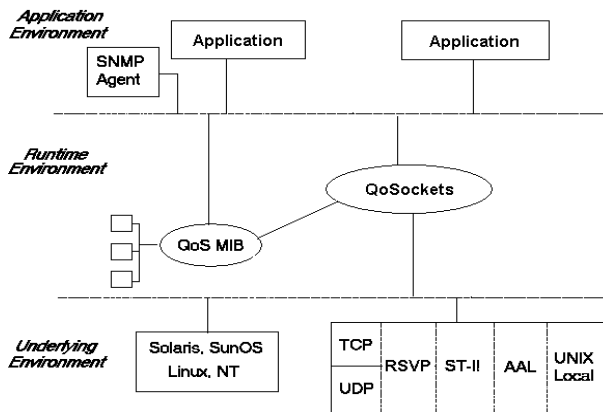 Application
Environment
SNMP
Agent
Application
Application
Runtime
Environment
QoSockets
QoS MIB
Underlying
Environment
Solaris, SunOS
Linux, NT
TCP
UDP
RSVP
ST-II
AAL
UNIX
Local